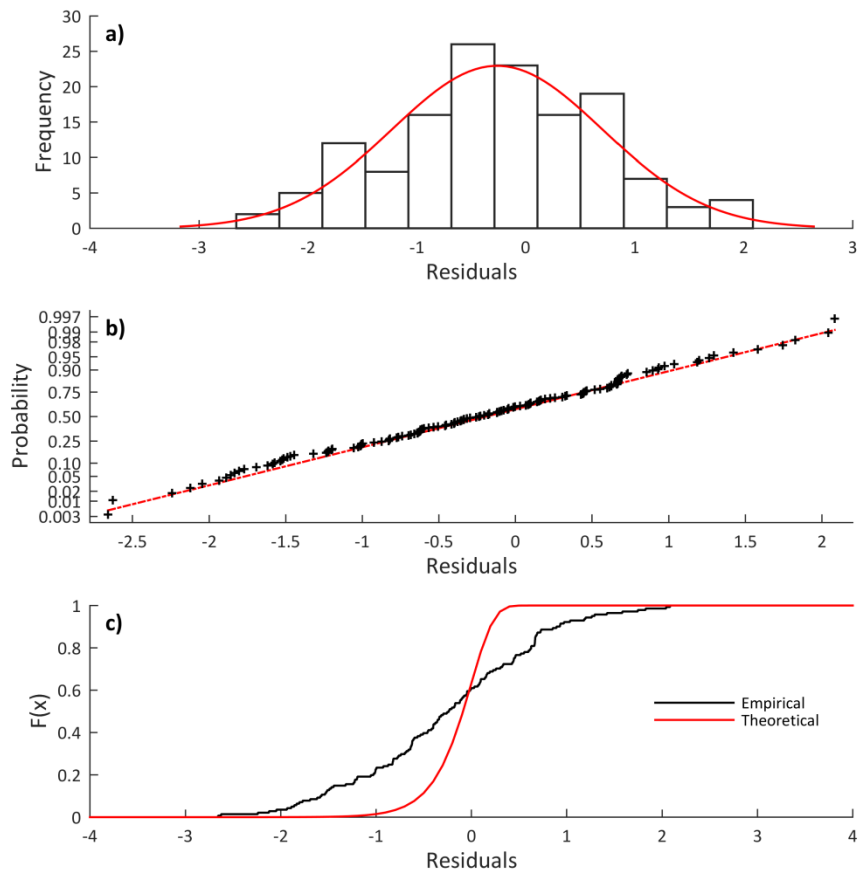 a)
Frequency
30
25
20
15
10
5
0
-4 -3 -2 -1 0 1 2 3
Residuals
b)
Probability
0.997
0.99
0.98
0.95
0.90
0.75
0.50
0.25
0.10
0.05
0.02
0.01
0.003
-2.5 -2 -1.5 -1 -0.5 0 0.5 1 1.5 2
Residuals
c)
F(x)
1
0.8
0.6
0.4
0.2
0
Empirical
Theoretical
-4 -3 -2 -1 0 1 2 3 4
Residuals